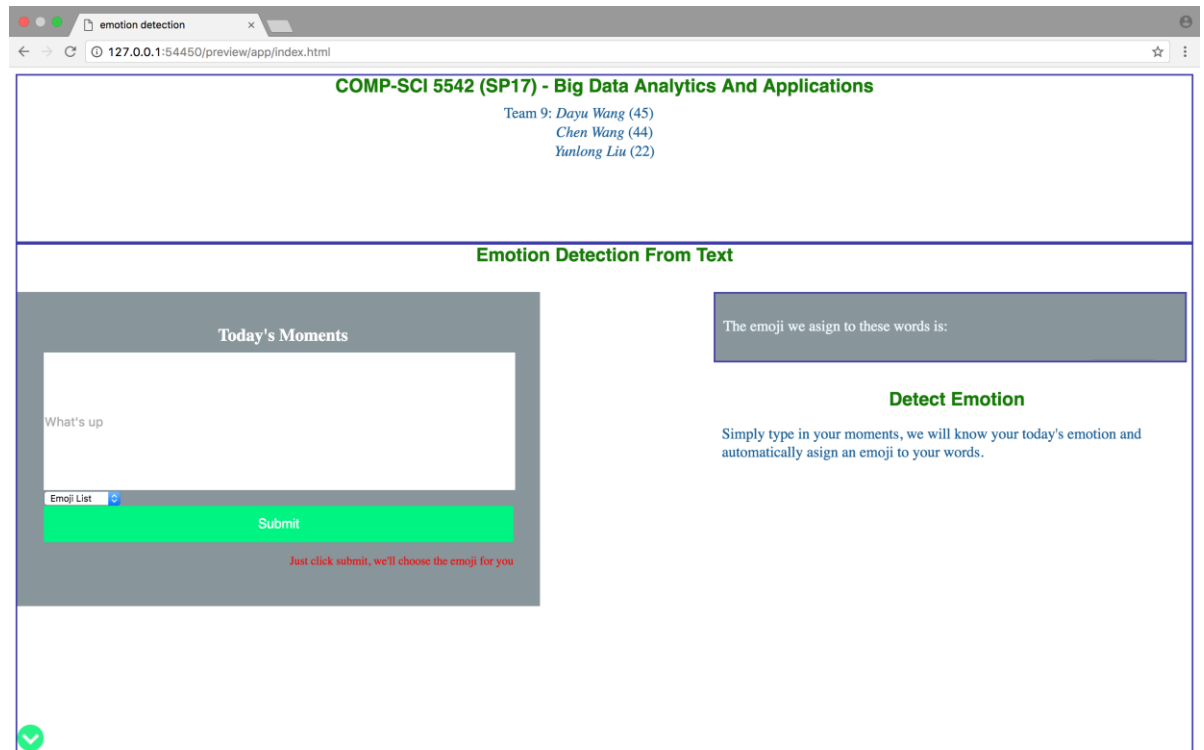 emotion detection
127.0.0.1:54450/preview/app/index.html
COMP-SCI 5542 (SP17) - Big Data Analytics And Applications
Team 9: Dayu Wang (45)
Chen Wang (44)
Yunlong Liu (22)
Emotion Detection From Text
Today's Moments
What's up
Emoji List
Submit
Just click submit, we'll choose the emoji for you
The emoji we asign to these words is:
Detect Emotion
Simply type in your moments, we will know your today's emotion and
automatically asign an emoji to your words.